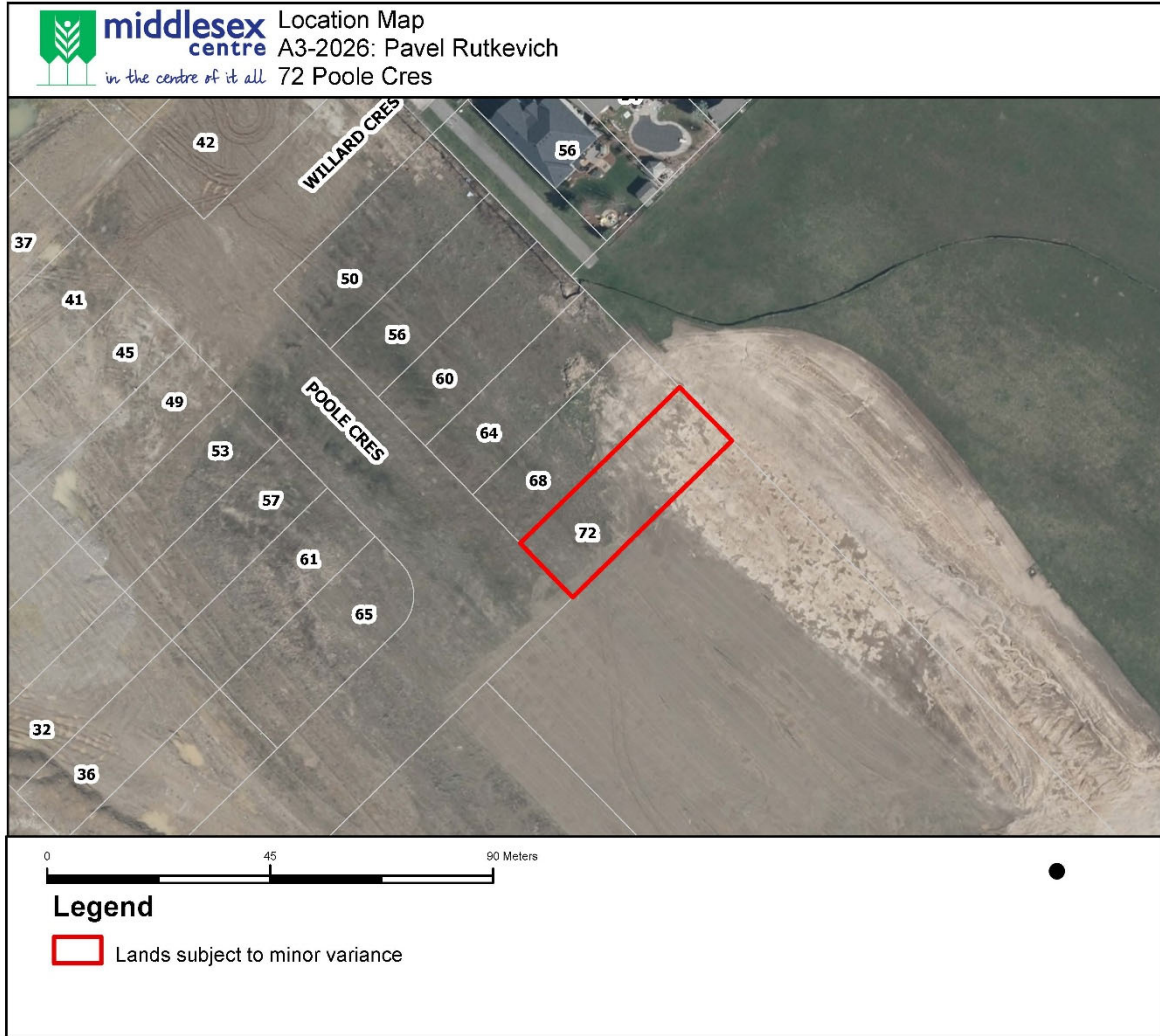 middlesex
centre
in the centre of it all
Location Map
A3-2026: Pavel Rutkevich
72 Poole Cres
42
WILLARD CRES
56
37
41
45
49
53
57
61
65
50
56
60
64
68
72
POOLE CRES
32
36
0 45 90 Meters
Legend
Lands subject to minor variance